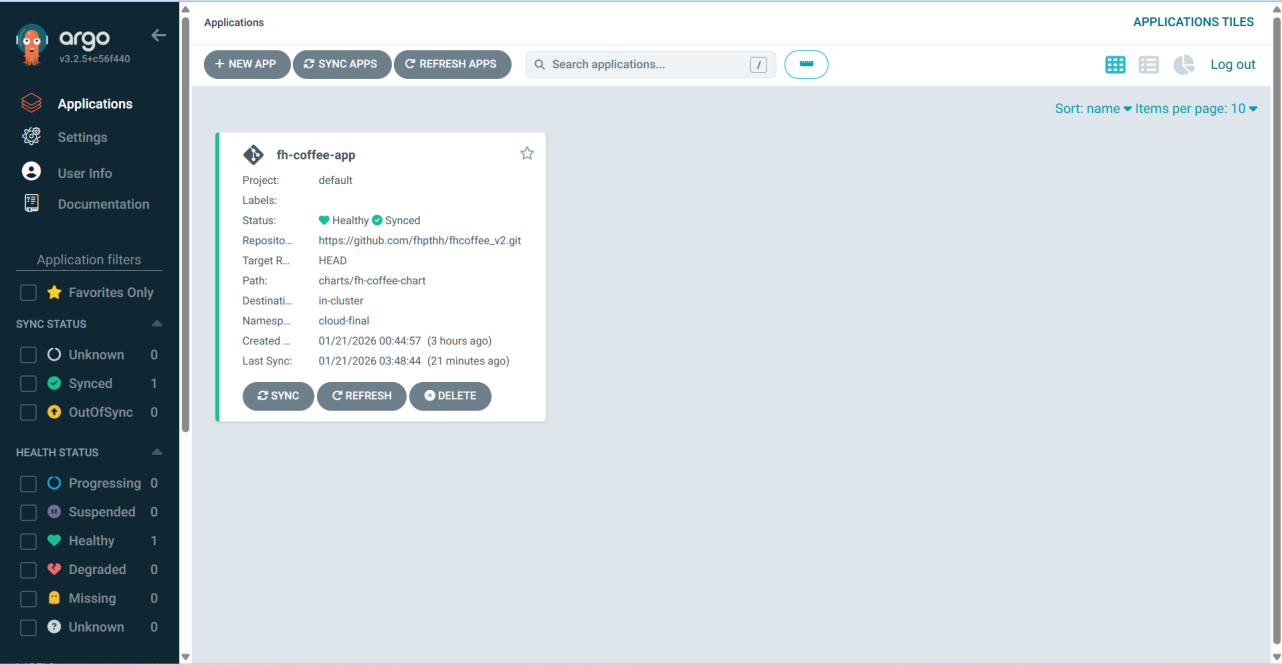 argo
v3.2.5+c56f440
Applications
Settings
User Info
Documentation
Application filters
Favorites Only
SYNC STATUS
Unknown 0
Synced 1
OutOfSync 0
HEALTH STATUS
Progressing 0
Suspended 0
Healthy 1
Degraded 0
Missing 0
Unknown 0
Applications
APPLICATIONS TILES
+ NEW APP
SYNC APPS
REFRESH APPS
Search applications... /
Log out
Sort: name Items per page: 10
fh-coffee-app
Project: default
Labels:
Status: Healthy Synced
Reposito... https://github.com/fhpthh/fhcoffee_v2.git
Target R... HEAD
Path: charts/fh-coffee-chart
Destinati... in-cluster
Namesp... cloud-final
Created ... 01/21/2026 00:44:57 (3 hours ago)
Last Sync: 01/21/2026 03:48:44 (21 minutes ago)
SYNC
REFRESH
DELETE